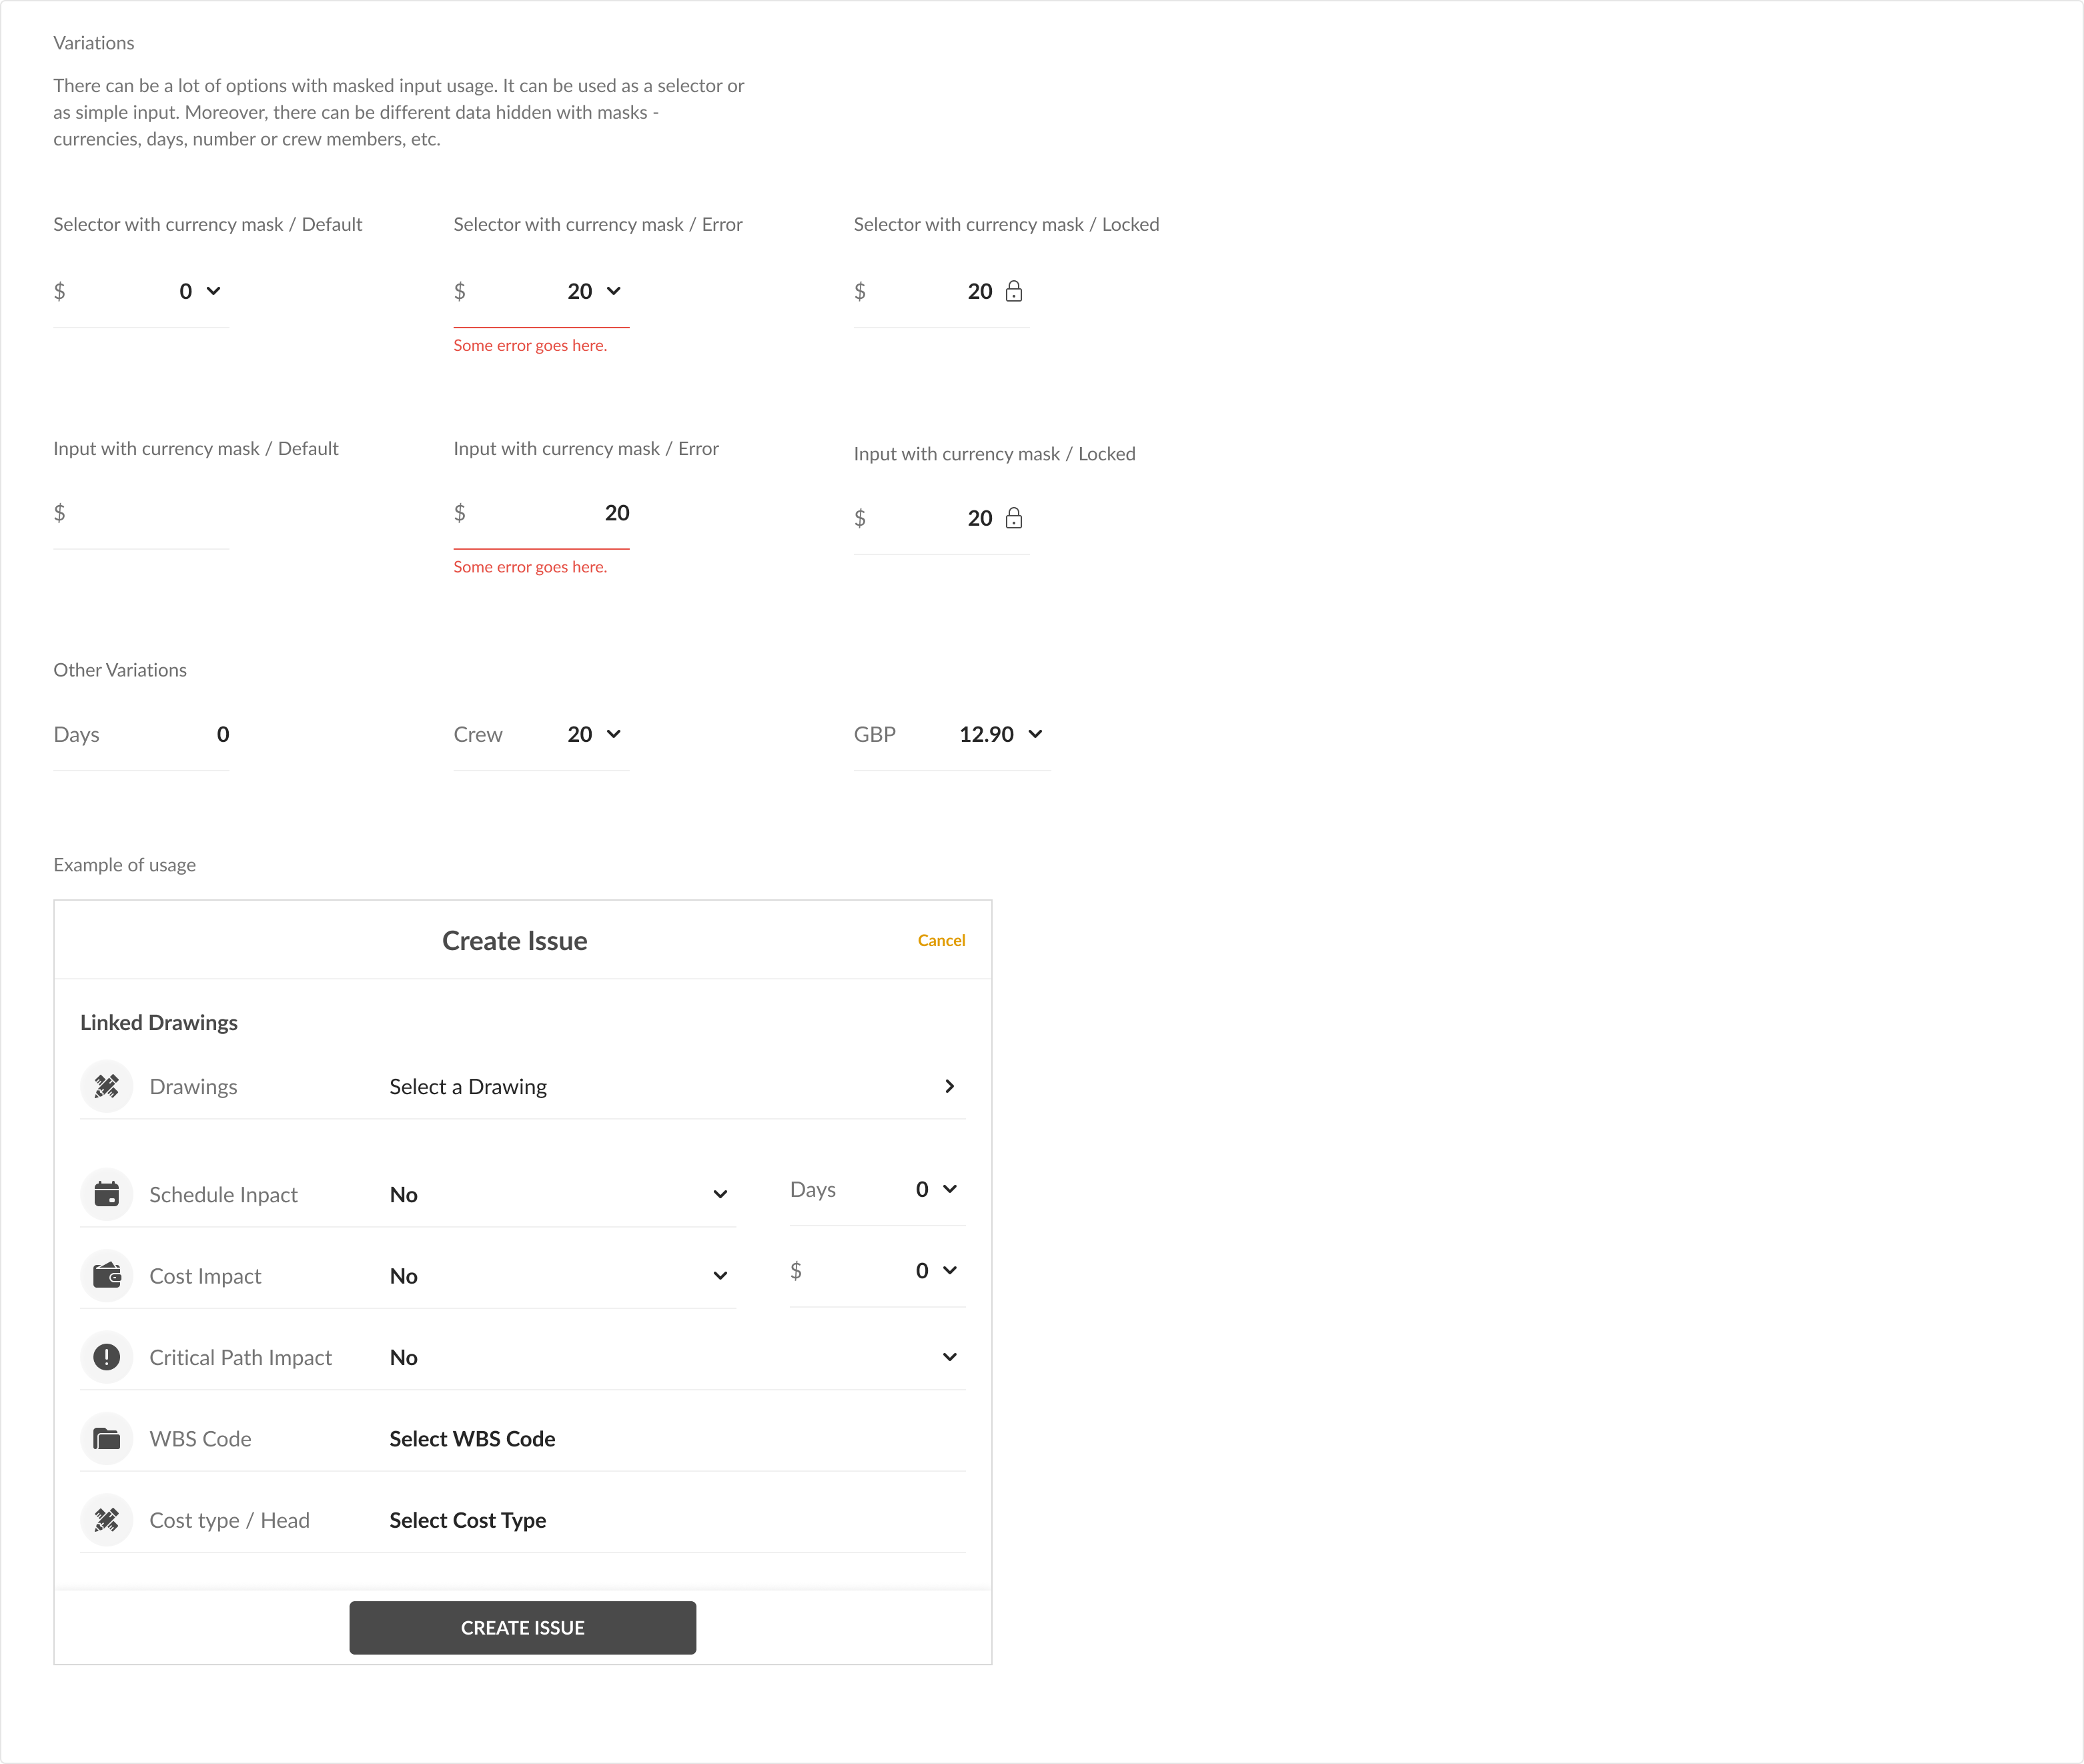 Variations
There can be a lot of options with masked input usage. It can be used as a selector or
as simple input. Moreover, there can be different data hidden with masks -
currencies, days, number or crew members, etc.
Selector with currency mask / Default
Selector with currency mask / Error
Selector with currency mask / Locked
$ 0
$ 20
$ 20
Some error goes here.
Input with currency mask / Default
Input with currency mask / Error
Input with currency mask / Locked
$
$ 20
$ 20
Some error goes here.
Other Variations
Days 0
Crew 20
GBP 12.90
Example of usage
Create Issue
Cancel
Linked Drawings
Drawings Select a Drawing
Schedule Inpact No Days 0
Cost Impact No $ 0
Critical Path Impact No
WBS Code Select WBS Code
Cost type / Head Select Cost Type
CREATE ISSUE